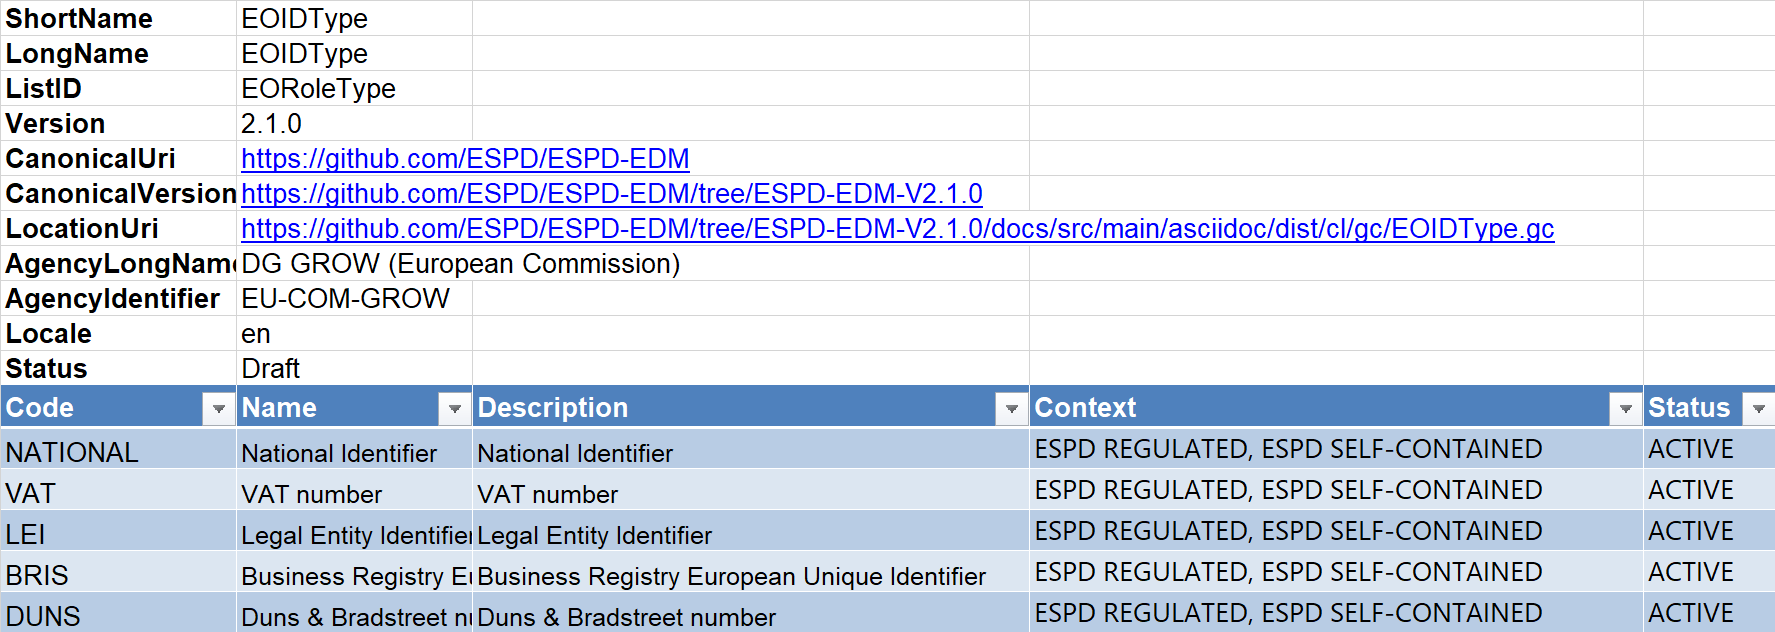 ShortName EOIDType
LongName EOIDType
ListID EORoleType
Version 2.1.0
CanonicalUri https://github.com/ESPD/ESPD-EDM
CanonicalVersion https://github.com/ESPD/ESPD-EDM/tree/ESPD-EDM-V2.1.0
LocationUri https://github.com/ESPD/ESPD-EDM/tree/ESPD-EDM-V2.1.0/docs/src/main/asciidoc/dist/cl/gc/EOIDType.gc
AgencyLongName DG GROW (European Commission)
AgencyIdentifier EU-COM-GROW
Locale en
Status Draft
Code Name Description Context Status
NATIONAL National Identifier National Identifier ESPD REGULATED, ESPD SELF-CONTAINED ACTIVE
VAT VAT number VAT number ESPD REGULATED, ESPD SELF-CONTAINED ACTIVE
LEI Legal Entity Identifier Legal Entity Identifier ESPD REGULATED, ESPD SELF-CONTAINED ACTIVE
BRIS Business Registry Eu Business Registry European Unique Identifier ESPD REGULATED, ESPD SELF-CONTAINED ACTIVE
DUNS Duns & Bradstreet nu Duns & Bradstreet number ESPD REGULATED, ESPD SELF-CONTAINED ACTIVE